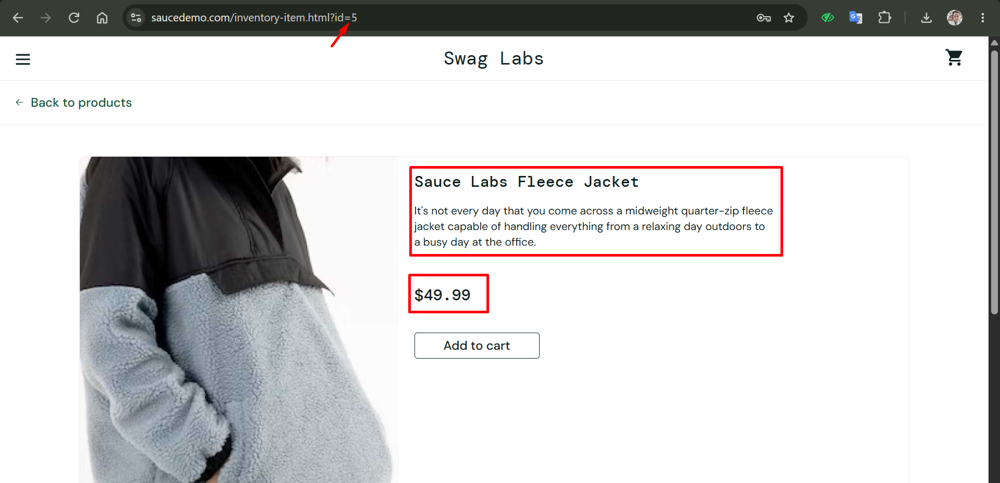 saucedemo.com/inventory-item.html?id=5
Swag Labs
Back to products
Sauce Labs Fleece Jacket
It's not every day that you come across a midweight quarter-zip fleece
jacket capable of handling everything from a relaxing day outdoors to
a busy day at the office.
$49.99
Add to cart